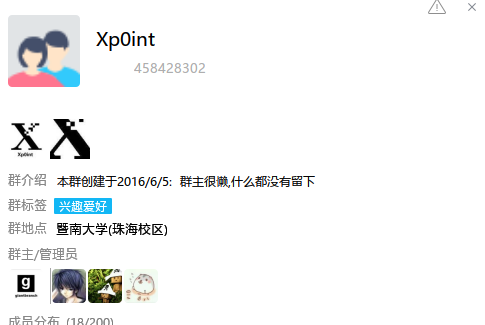 Xp0int
458428302
X
Xp0int
X
群介绍 本群创建于2016/6/5: 群主很懒,什么都没有留下
群标签 兴趣爱好
群地点 暨南大学(珠海校区)
群主/管理员
g
giantbranch
成员分布 (18/200)